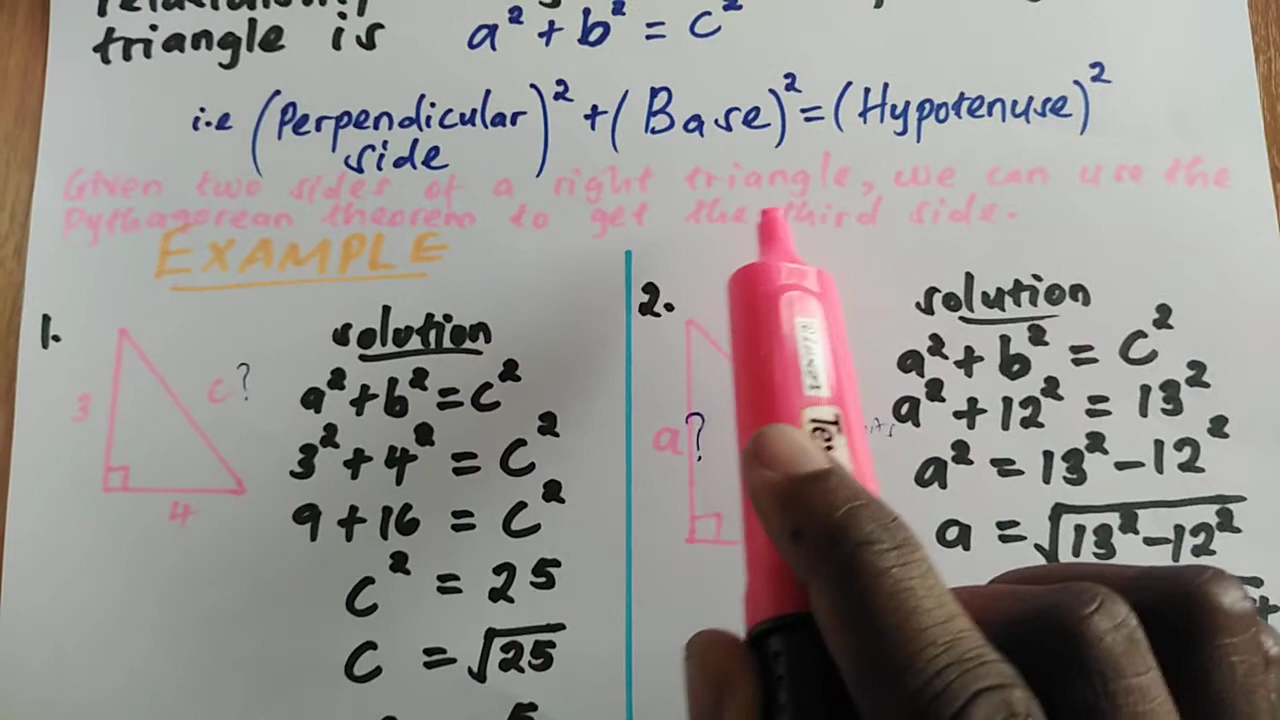 triangle is a² + b² = c²
i.e (Perpendicular side)² + (Base)² = (Hypotenuse)²
Given two sides of a right triangle, we can use the
Pythagorean theorem to get the third side.
EXAMPLE
1.
3
c?
4
solution
a² + b² = c²
3² + 4² = c²
9 + 16 = c²
c² = 25
c = √25
5
2.
a?
solution
a² + b² = c²
a² + 12² = 13²
a² = 13² - 12²
a = √13² - 12²